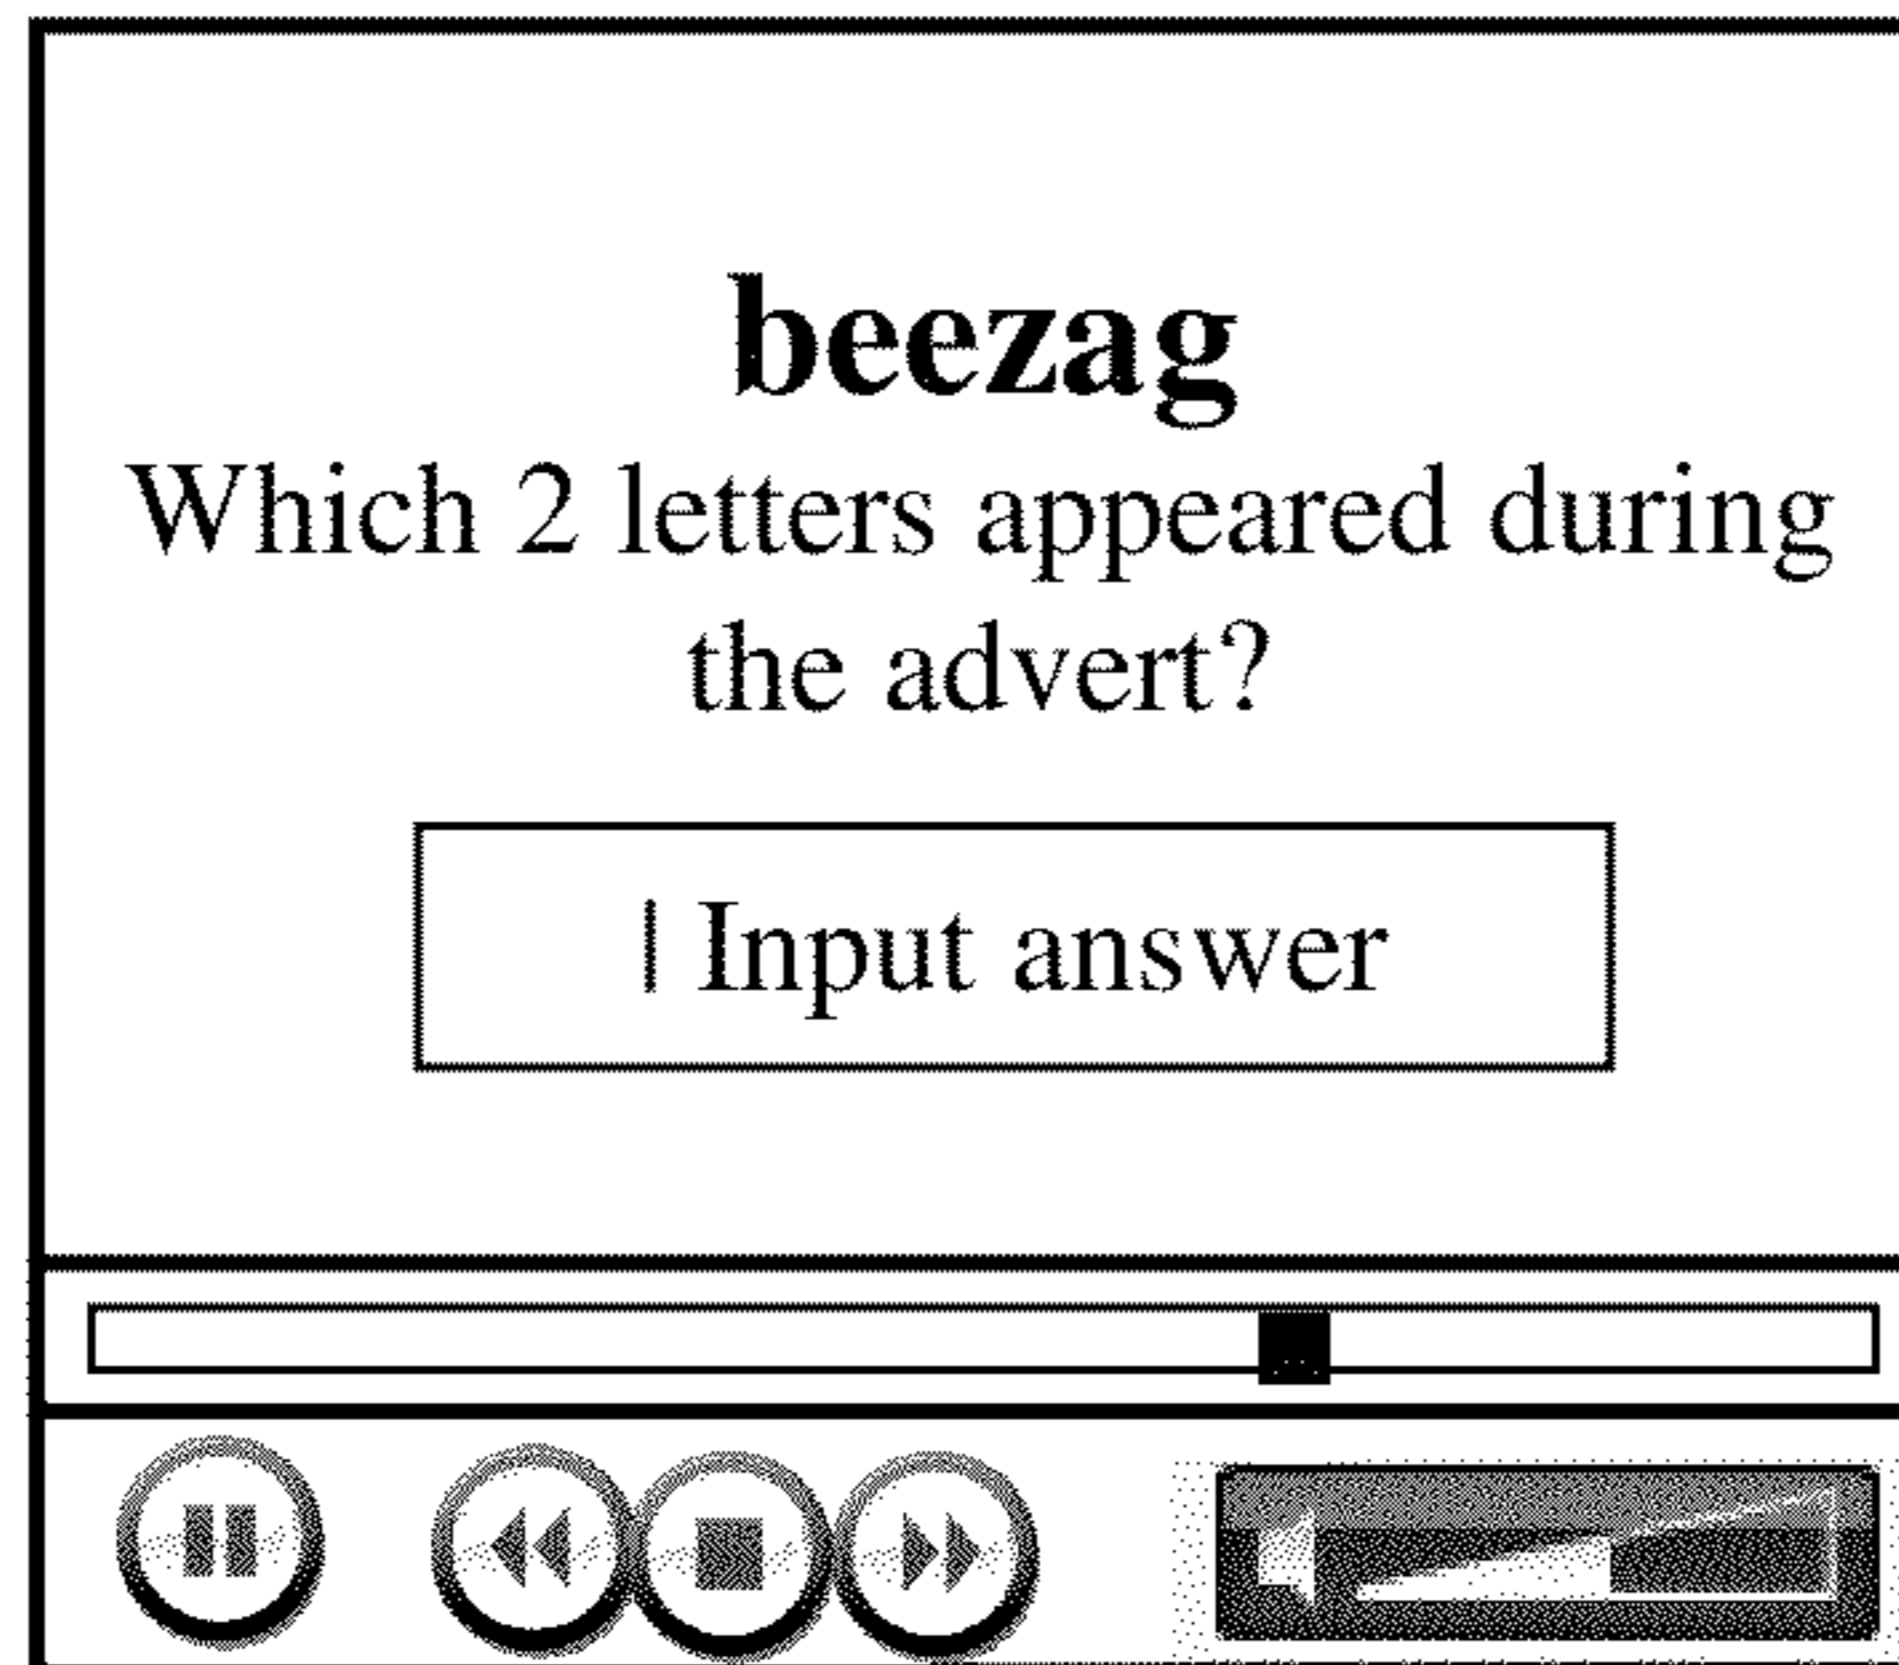 beezag
Which 2 letters appeared during
the advert?
| Input answer